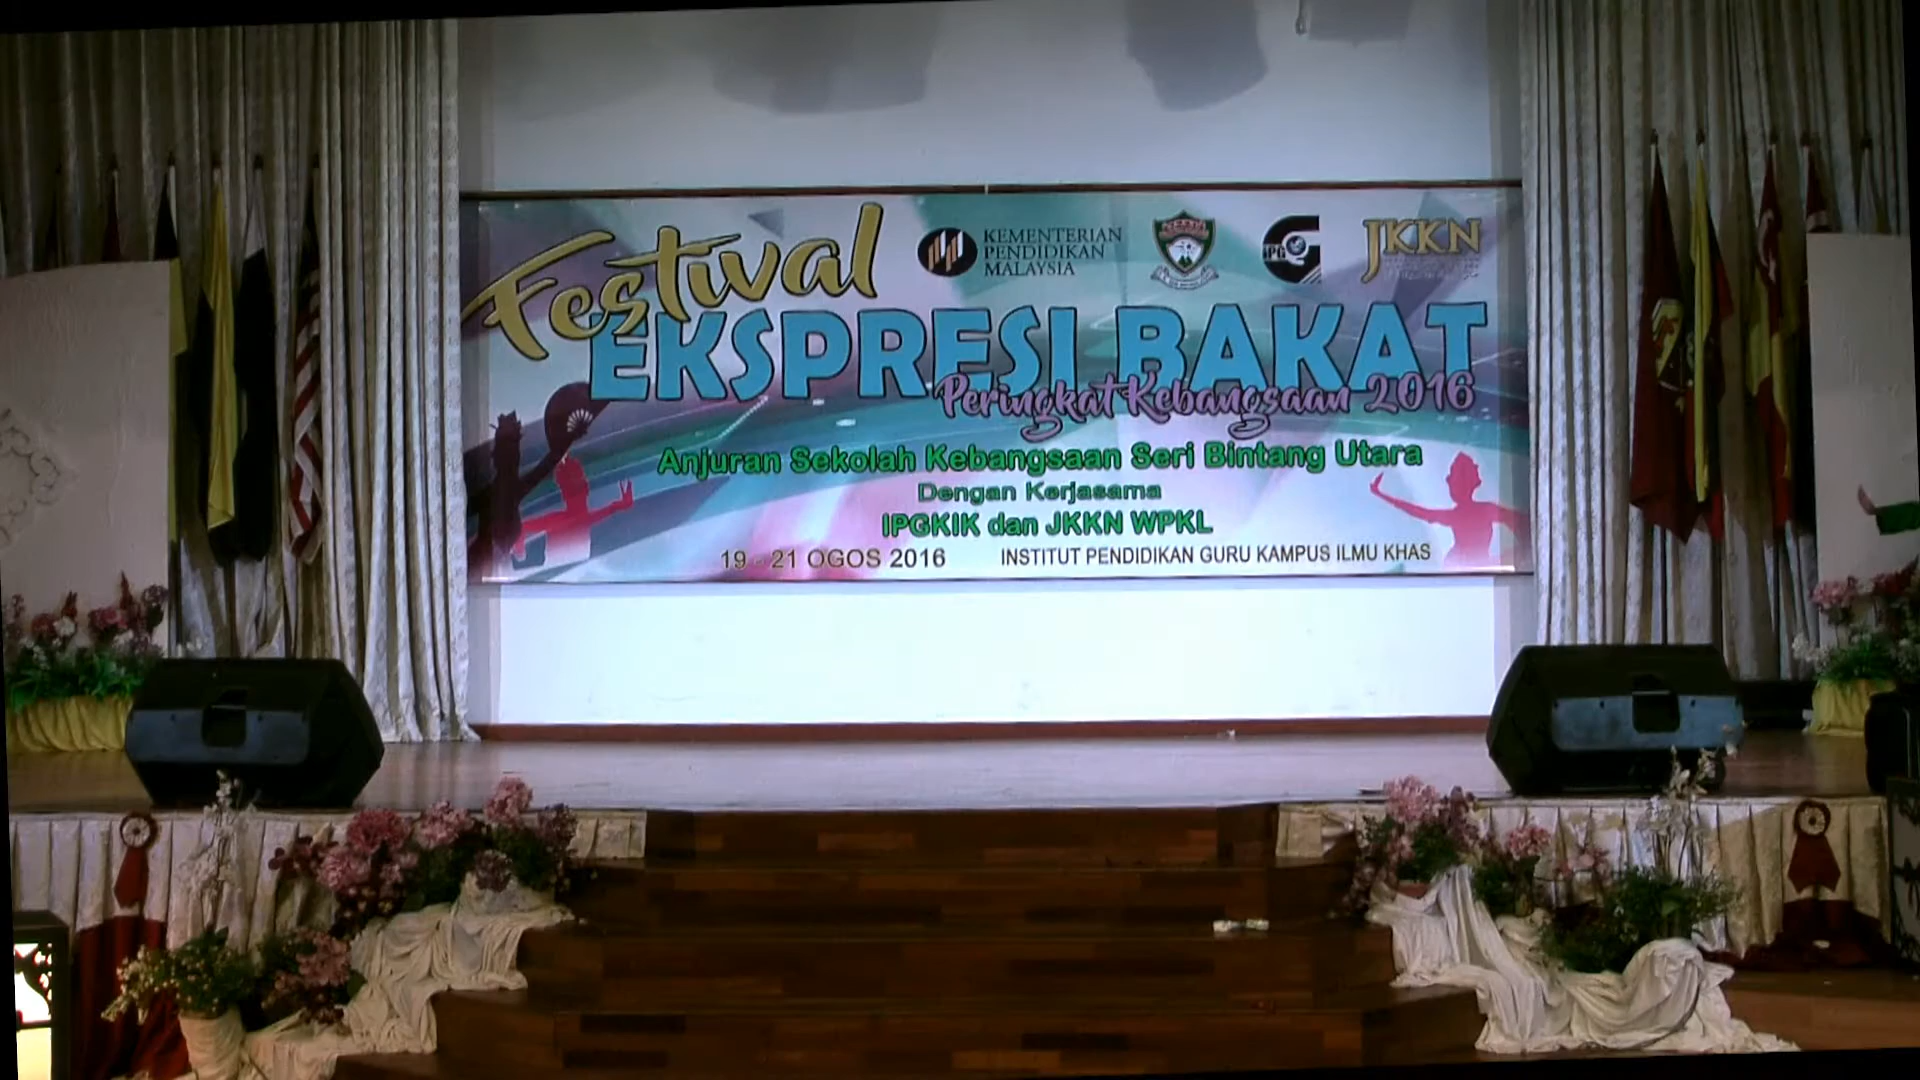 Festival
KEMENTERIAN
PENDIDIKAN
MALAYSIA
IPG
JKKN
EKSPRESI BAKAT
Peringkat Kebangsaan 2016
Anjuran Sekolah Kebangsaan Seri Bintang Utara
Dengan Kerjasama
IPGKIK dan JKKN WPKL
19 - 21 OGOS 2016 INSTITUT PENDIDIKAN GURU KAMPUS ILMU KHAS